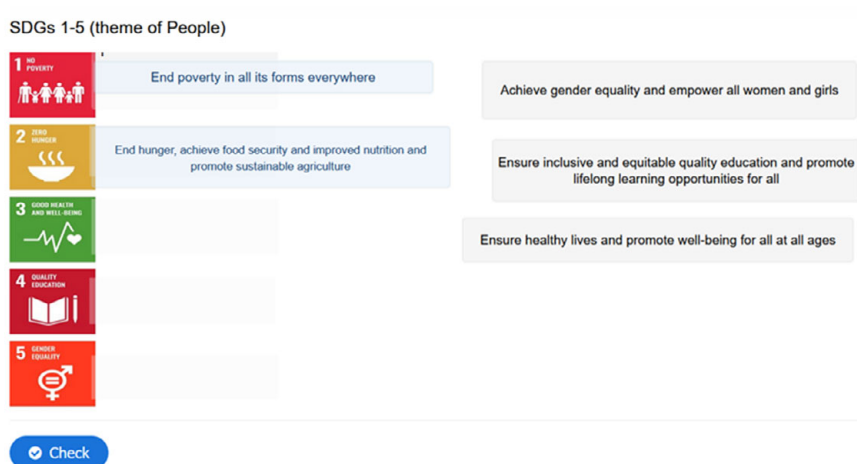 SDGs 1-5 (theme of People)
1 NO POVERTY
End poverty in all its forms everywhere
Achieve gender equality and empower all women and girls
2 ZERO HUNGER
End hunger, achieve food security and improved nutrition and
promote sustainable agriculture
Ensure inclusive and equitable quality education and promote
lifelong learning opportunities for all
3 GOOD HEALTH AND WELL-BEING
Ensure healthy lives and promote well-being for all at all ages
4 QUALITY EDUCATION
5 GENDER EQUALITY
Check